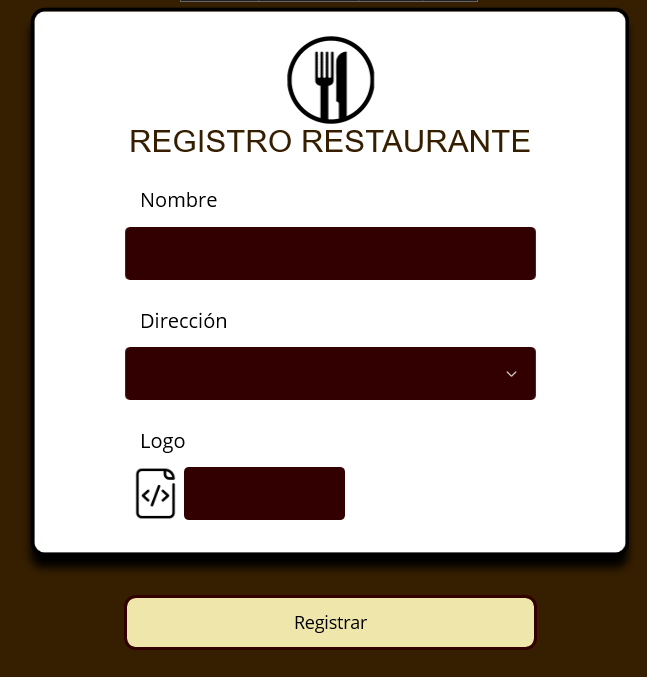 REGISTRO RESTAURANTE
Nombre
Dirección
Logo
</>
Registrar